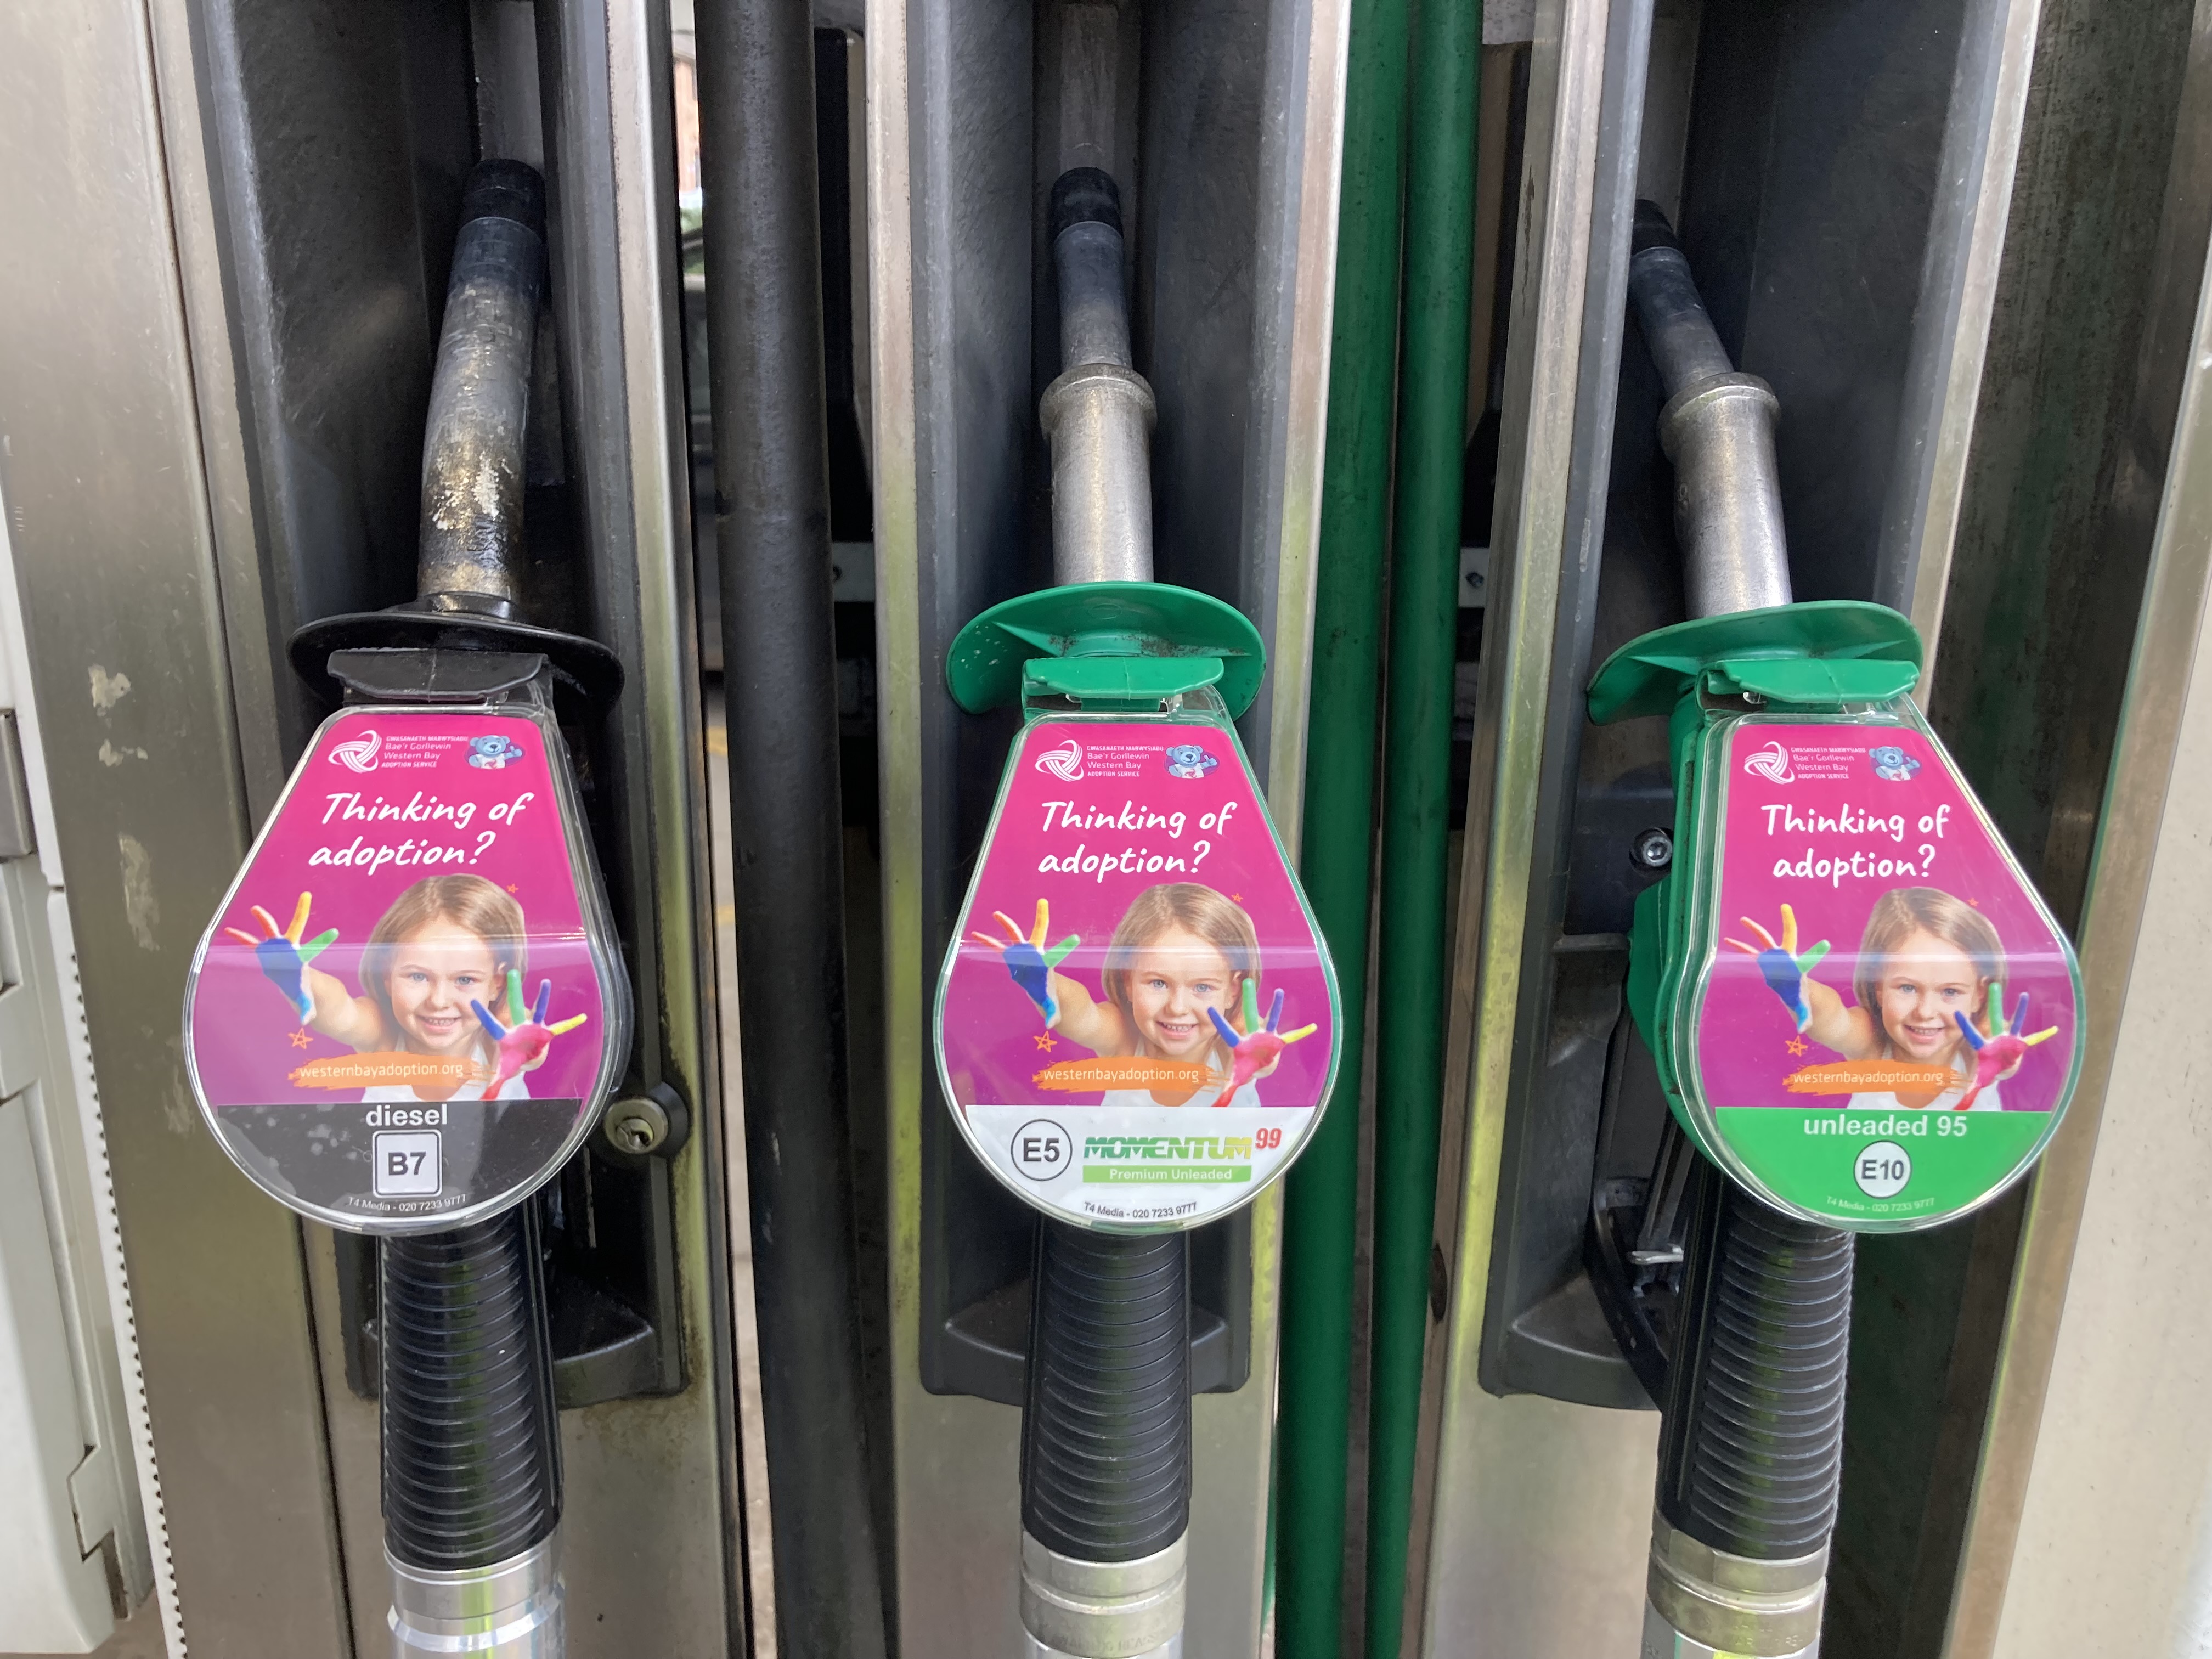 GWASANAETH MABWYSIADU
Bae'r Gorllewin
Western Bay
ADOPTION SERVICE
Thinking of
adoption?
westernbayadoption.org
diesel
B7
T4 Media - 020 7233 9777
GWASANAETH MABWYSIADU
Bae'r Gorllewin
Western Bay
ADOPTION SERVICE
Thinking of
adoption?
westernbayadoption.org
E5 MOMENTUM 99
Premium Unleaded
T4 Media - 020 7233 9777
GWASANAETH MABWYSIADU
Bae'r Gorllewin
Western Bay
ADOPTION SERVICE
Thinking of
adoption?
westernbayadoption.org
unleaded 95
E10
T4 Media - 020 7233 9777